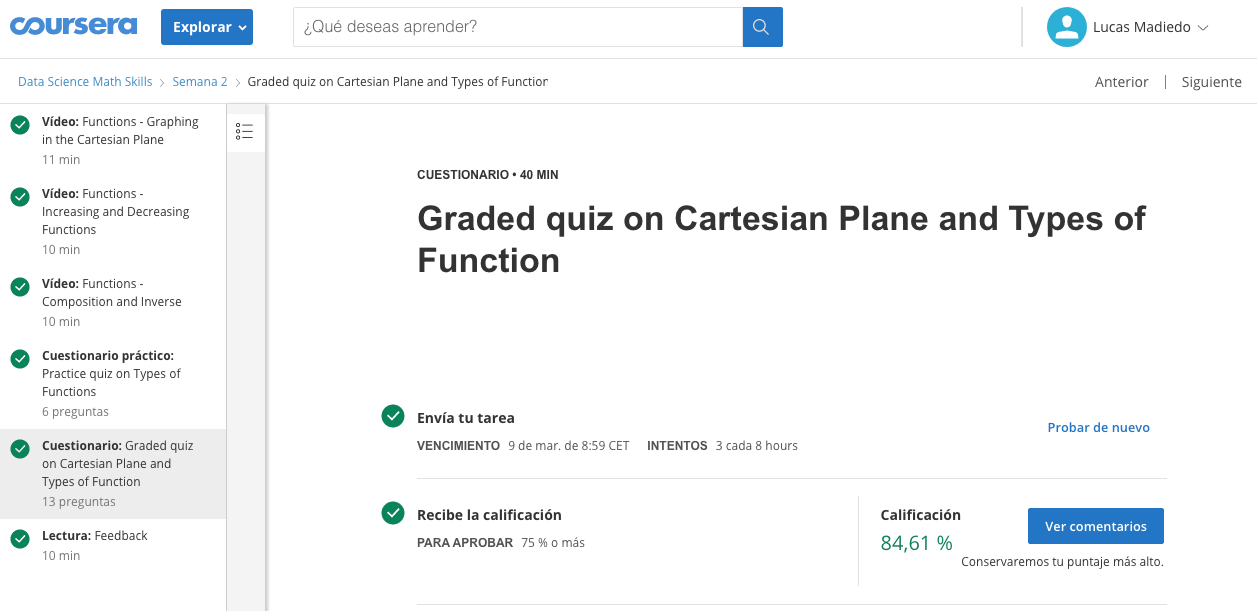 coursera
Explorar
¿Qué deseas aprender?
Lucas Madiedo
Data Science Math Skills
Semana 2
Graded quiz on Cartesian Plane and Types of Function
Anterior
Siguiente
Vídeo: Functions - Graphing
in the Cartesian Plane
11 min
Vídeo: Functions -
Increasing and Decreasing
Functions
10 min
Vídeo: Functions -
Composition and Inverse
10 min
Cuestionario práctico:
Practice quiz on Types of
Functions
6 preguntas
Cuestionario: Graded quiz
on Cartesian Plane and
Types of Function
13 preguntas
Lectura: Feedback
10 min
CUESTIONARIO • 40 MIN
Graded quiz on Cartesian Plane and Types of
Function
Envía tu tarea
VENCIMIENTO 9 de mar. de 8:59 CET INTENTOS 3 cada 8 hours
Probar de nuevo
Recibe la calificación
PARA APROBAR 75 % o más
Calificación
84,61 %
Ver comentarios
Conservaremos tu puntaje más alto.